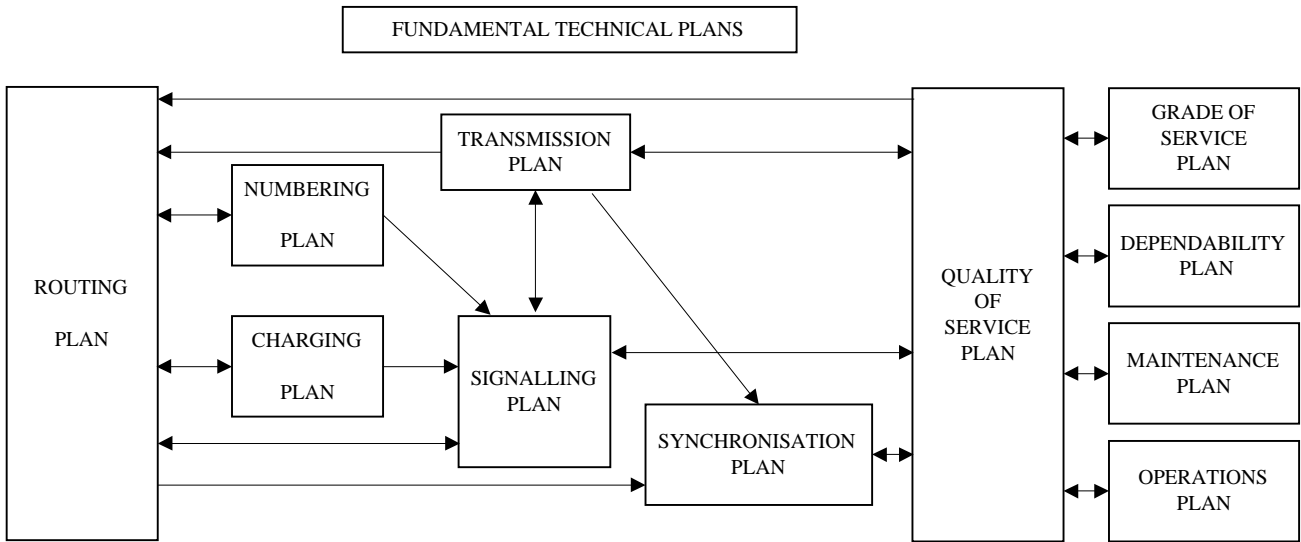 FUNDAMENTAL TECHNICAL PLANS
ROUTING
PLAN
NUMBERING
PLAN
CHARGING
PLAN
TRANSMISSION
PLAN
SIGNALLING
PLAN
SYNCHRONISATION
PLAN
QUALITY
OF
SERVICE
PLAN
GRADE OF
SERVICE
PLAN
DEPENDABILITY
PLAN
MAINTENANCE
PLAN
OPERATIONS
PLAN